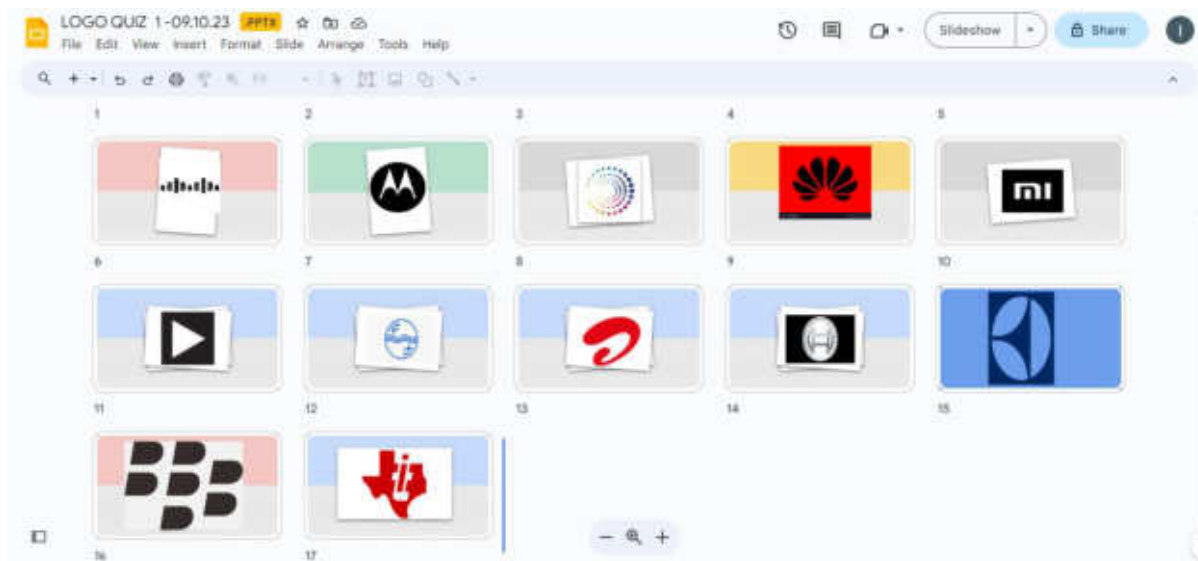 LOGO QUIZ 1 -09.10.23 .PPTX
File Edit View Insert Format Slide Arrange Tools Help
Slideshow
Share
I
1 2 3 4 5
mi
6 7 8 9 10
11 12 13 14 15
ti
16 17